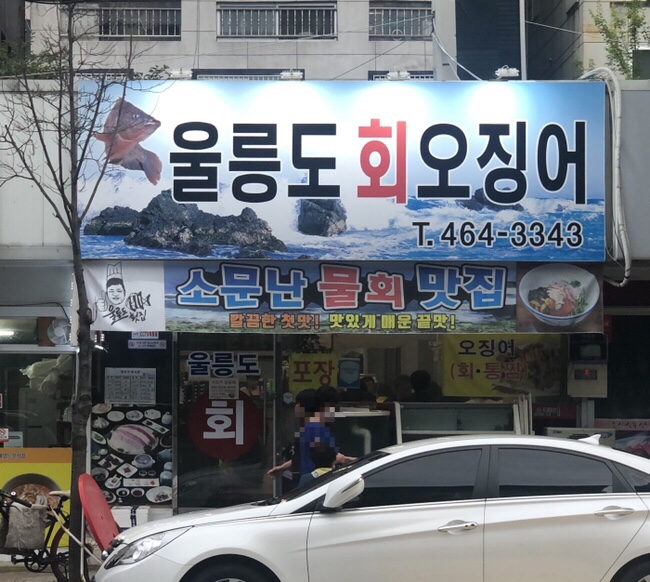 울릉도 회 오징어
T. 464-3343
소문난 물회 맛집
깔끔한 첫맛! 맛있게 매운 끝맛!
울릉도
포장
오징어
(회·통찜)
회